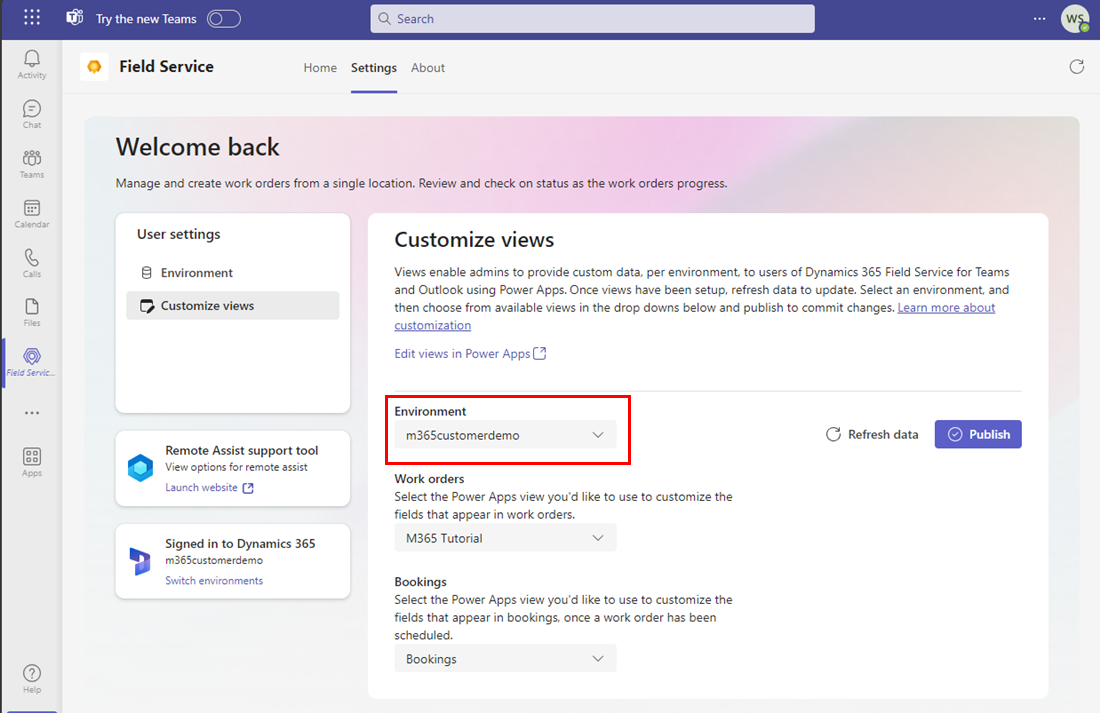 Try the new Teams
Search
WS
Activity
Chat
Teams
Calendar
Calls
Files
Field Servic...
Apps
Help
Field Service
Home
Settings
About
Welcome back
Manage and create work orders from a single location. Review and check on status as the work orders progress.
User settings
Environment
Customize views
Remote Assist support tool
View options for remote assist
Launch website
Signed in to Dynamics 365
m365customerdemo
Switch environments
Customize views
Views enable admins to provide custom data, per environment, to users of Dynamics 365 Field Service for Teams
and Outlook using Power Apps. Once views have been setup, refresh data to update. Select an environment, and
then choose from available views in the drop downs below and publish to commit changes. Learn more about
customization
Edit views in Power Apps
Environment
m365customerdemo
Refresh data
Publish
Work orders
Select the Power Apps view you'd like to use to customize the
fields that appear in work orders.
M365 Tutorial
Bookings
Select the Power Apps view you'd like to use to customize the
fields that appear in bookings, once a work order has been
scheduled.
Bookings